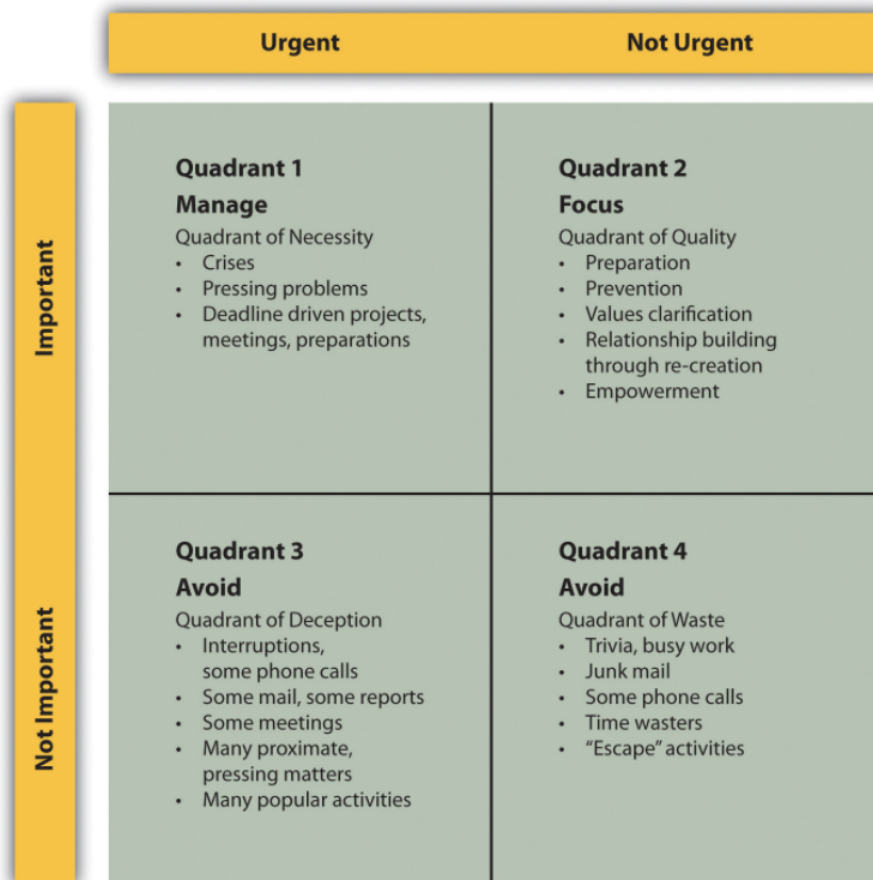 Urgent
Not Urgent
Important
Quadrant 1
Manage
Quadrant of Necessity
• Crises
• Pressing problems
• Deadline driven projects,
meetings, preparations
Quadrant 2
Focus
Quadrant of Quality
• Preparation
• Prevention
• Values clarification
• Relationship building
through re-creation
• Empowerment
Not Important
Quadrant 3
Avoid
Quadrant of Deception
• Interruptions,
some phone calls
• Some mail, some reports
• Some meetings
• Many proximate,
pressing matters
• Many popular activities
Quadrant 4
Avoid
Quadrant of Waste
• Trivia, busy work
• Junk mail
• Some phone calls
• Time wasters
• “Escape” activities